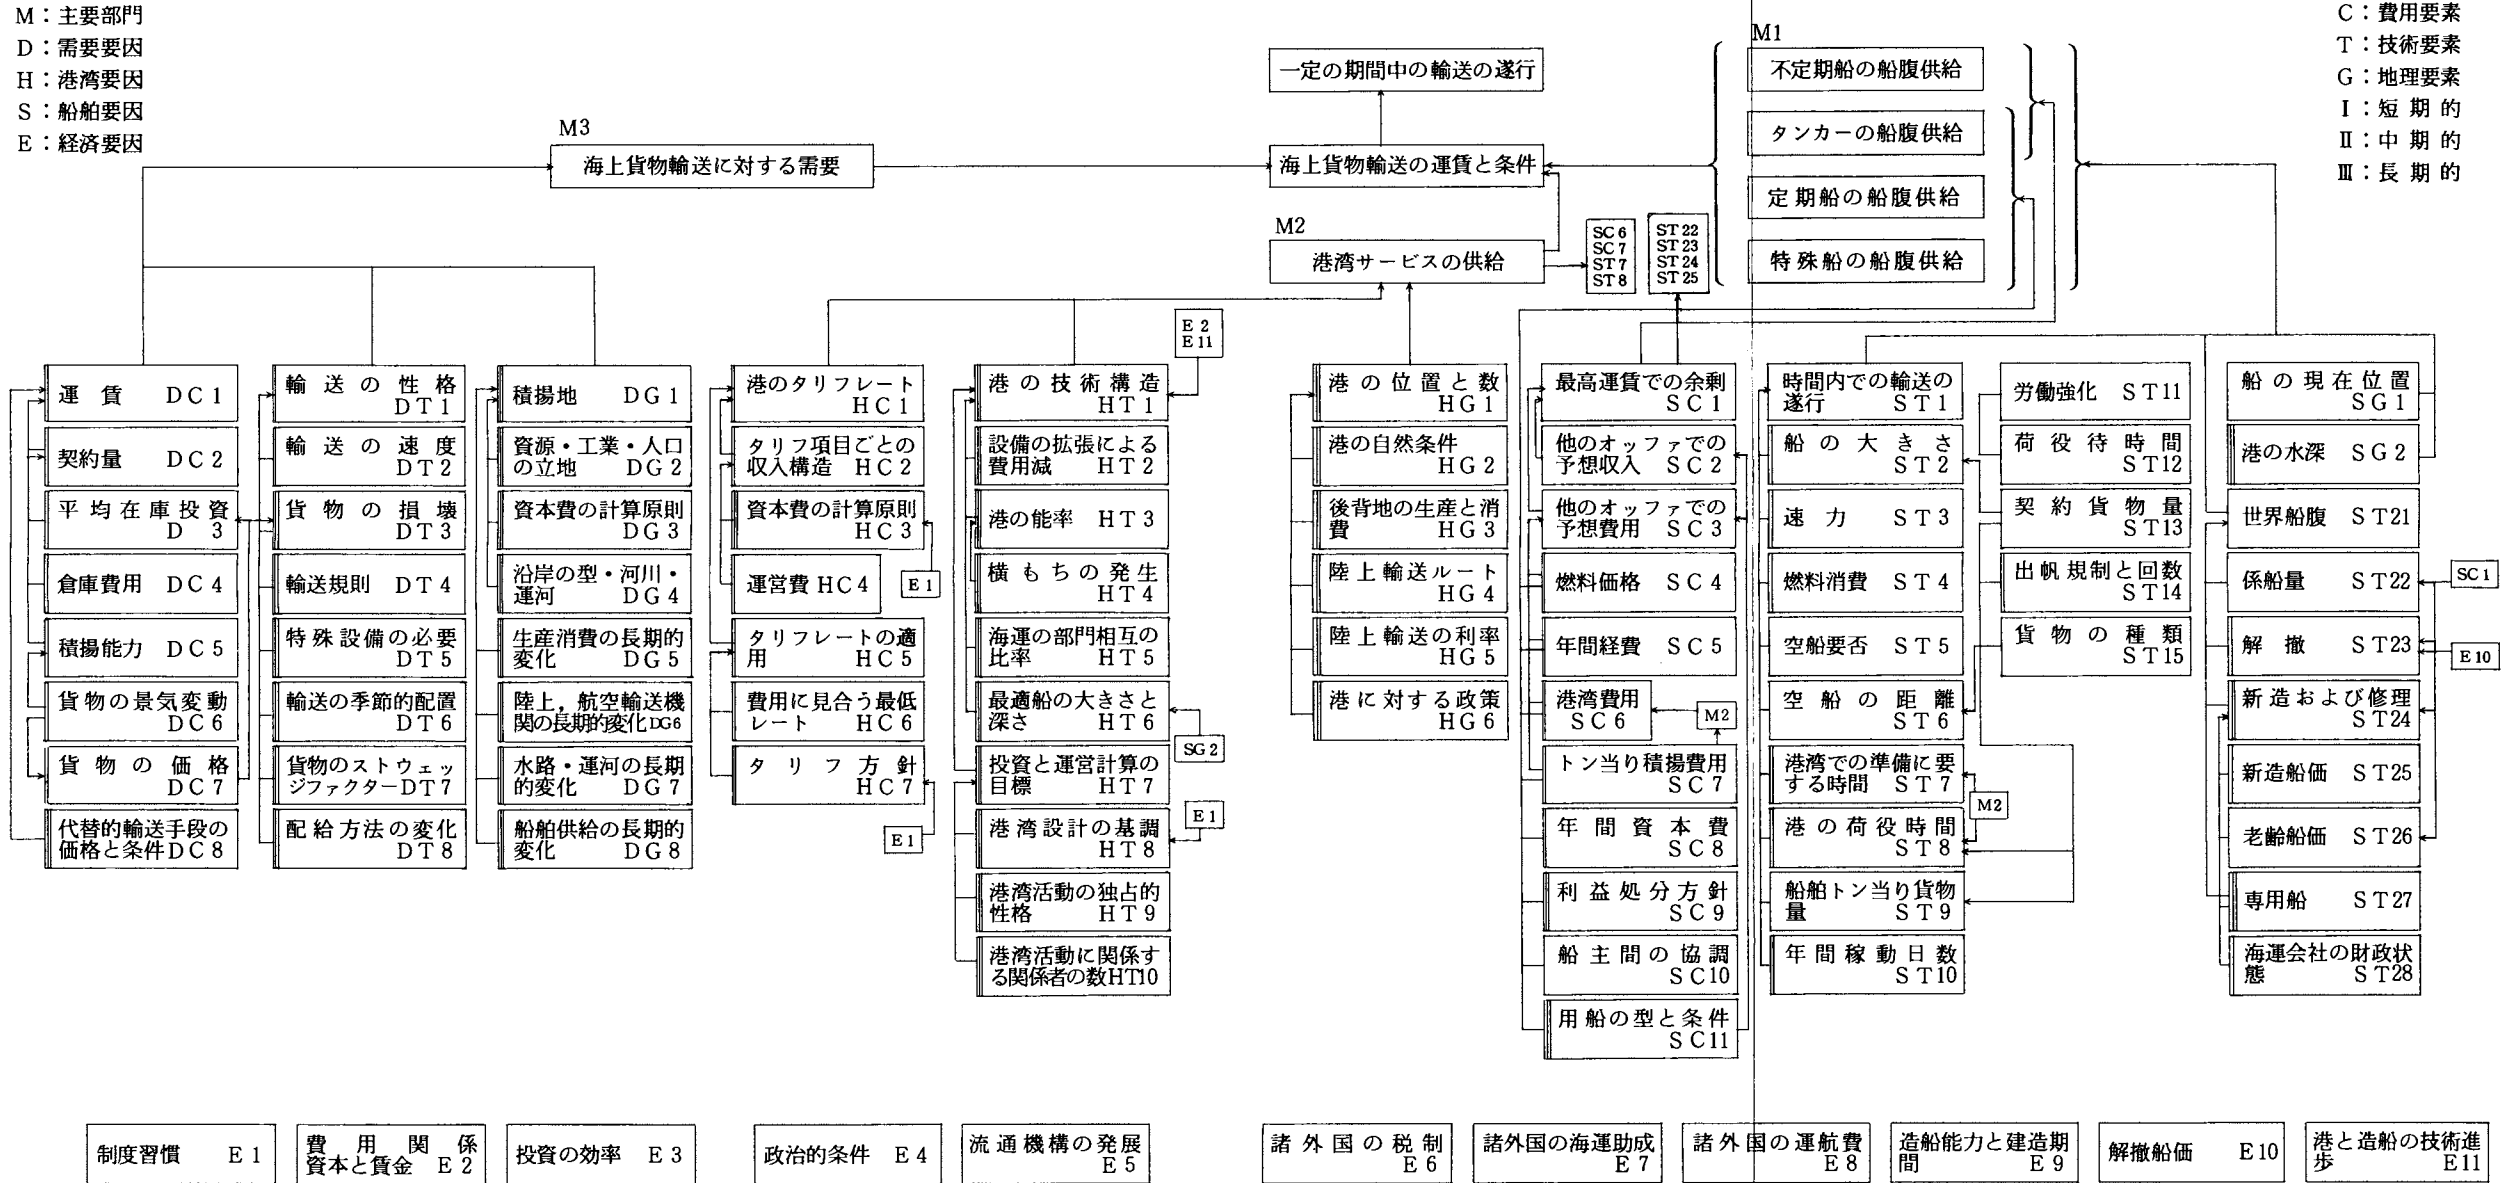 M：主要部門
D：需要要因
H：港湾要因
S：船舶要因
E：経済要因
C：費用要素
T：技術要素
G：地理要素
Ⅰ：短期的
Ⅱ：中期的
Ⅲ：長期的
一定の期間中の輸送の遂行
M3
海上貨物輸送に対する需要
海上貨物輸送の運賃と条件
M2
港湾サービスの供給
SC6
SC7
ST7
ST8
ST22
ST23
ST24
ST25
M1
不定期船の船腹供給
タンカーの船腹供給
定期船の船腹供給
特殊船の船腹供給
運賃 DC1
契約量 DC2
平均在庫投資
D 3
倉庫費用 DC4
積揚能力 DC5
貨物の景気変動
DC6
貨物の価格
DC7
代替的輸送手段の
価格と条件DC8
輸送の性格
DT1
輸送の速度
DT2
貨物の損壊
DT3
輸送規則 DT4
特殊設備の必要
DT5
輸送の季節的配置
DT6
貨物のストウェッ
ジファクターDT7
配給方法の変化
DT8
積揚地 DG1
資源・工業・人口
の立地 DG2
資本費の計算原則
DG3
沿岸の型・河川・
運河 DG4
生産消費の長期的
変化 DG5
陸上，航空輸送機
関の長期的変化DG6
水路・運河の長期
的変化 DG7
船舶供給の長期的
変化 DG8
港のタリフレート
HC1
タリフ項目ごとの
収入構造 HC2
資本費の計算原則
HC3
運営費HC4
E1
タリフレートの適
用 HC5
費用に見合う最低
レート HC6
タリフ方針
HC7
E1
E2
E11
港の技術構造
HT1
設備の拡張による
費用減 HT2
港の能率 HT3
横もちの発生
HT4
海運の部門相互の
比率 HT5
最適船の大きさと
深さ HT6
SG2
投資と運営計算の
目標 HT7
E1
港湾設計の基調
HT8
港湾活動の独占的
性格 HT9
港湾活動に関係す
る関係者の数HT10
港の位置と数
HG1
港の自然条件
HG2
後背地の生産と消
費 HG3
陸上輸送ルート
HG4
陸上輸送の利率
HG5
港に対する政策
HG6
最高運賃での余剰
SC1
他のオッファでの
予想収入 SC2
他のオッファでの
予想費用 SC3
燃料価格 SC4
年間経費 SC5
港湾費用
SC6
M2
トン当り積揚費用
SC7
年間資本費
SC8
利益処分方針
SC9
船主間の協調
SC10
用船の型と条件
SC11
時間内での輸送の
遂行 ST1
船の大きさ
ST2
速力 ST3
燃料消費 ST4
空船要否 ST5
空船の距離
ST6
港湾での準備に要
する時間 ST7
M2
港の荷役時間
ST8
船舶トン当り貨物
量 ST9
年間稼動日数
ST10
労働強化 ST11
荷役待時間
ST12
契約貨物量
ST13
出帆規制と回数
ST14
貨物の種類
ST15
船の現在位置
SG1
港の水深 SG2
世界船腹 ST21
係船量 ST22
SC1
解撤 ST23
E10
新造および修理
ST24
新造船価 ST25
老齢船価 ST26
専用船 ST27
海運会社の財政状
態 ST28
制度習慣 E1
費用関係
資本と賃金 E2
投資の効率 E3
政治的条件 E4
流通機構の発展
E5
諸外国の税制
E6
諸外国の海運助成
E7
諸外国の運航費
E8
造船能力と建造期
間 E9
解撤船価 E10
港と造船の技術進
歩 E11